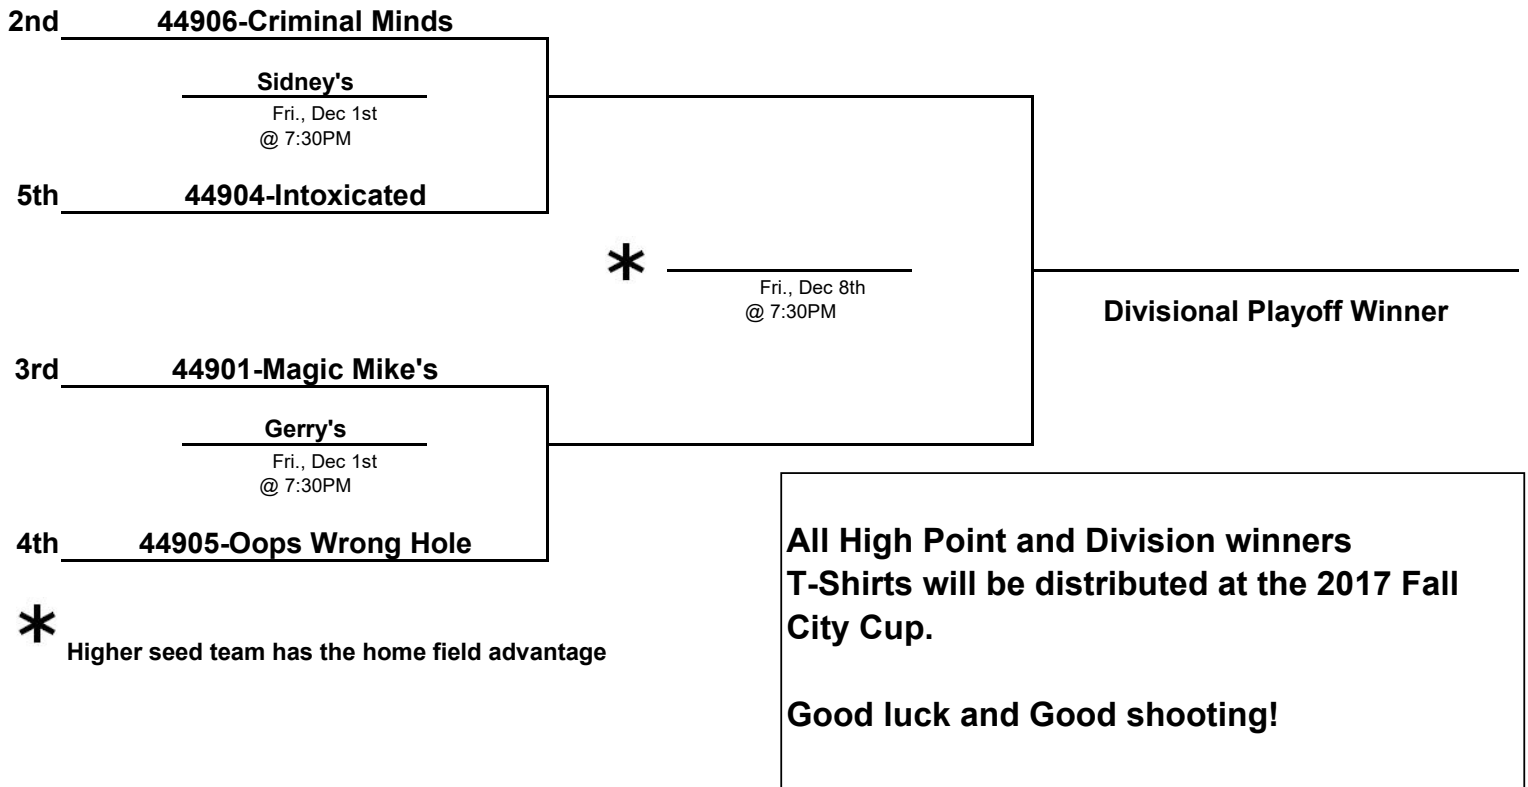 2nd 44906-Criminal Minds
Sidney's
Fri., Dec 1st
@ 7:30PM
5th 44904-Intoxicated
*
Fri., Dec 8th
@ 7:30PM
Divisional Playoff Winner
3rd 44901-Magic Mike's
Gerry's
Fri., Dec 1st
@ 7:30PM
4th 44905-Oops Wrong Hole
* Higher seed team has the home field advantage
All High Point and Division winners
T-Shirts will be distributed at the 2017 Fall
City Cup.
Good luck and Good shooting!